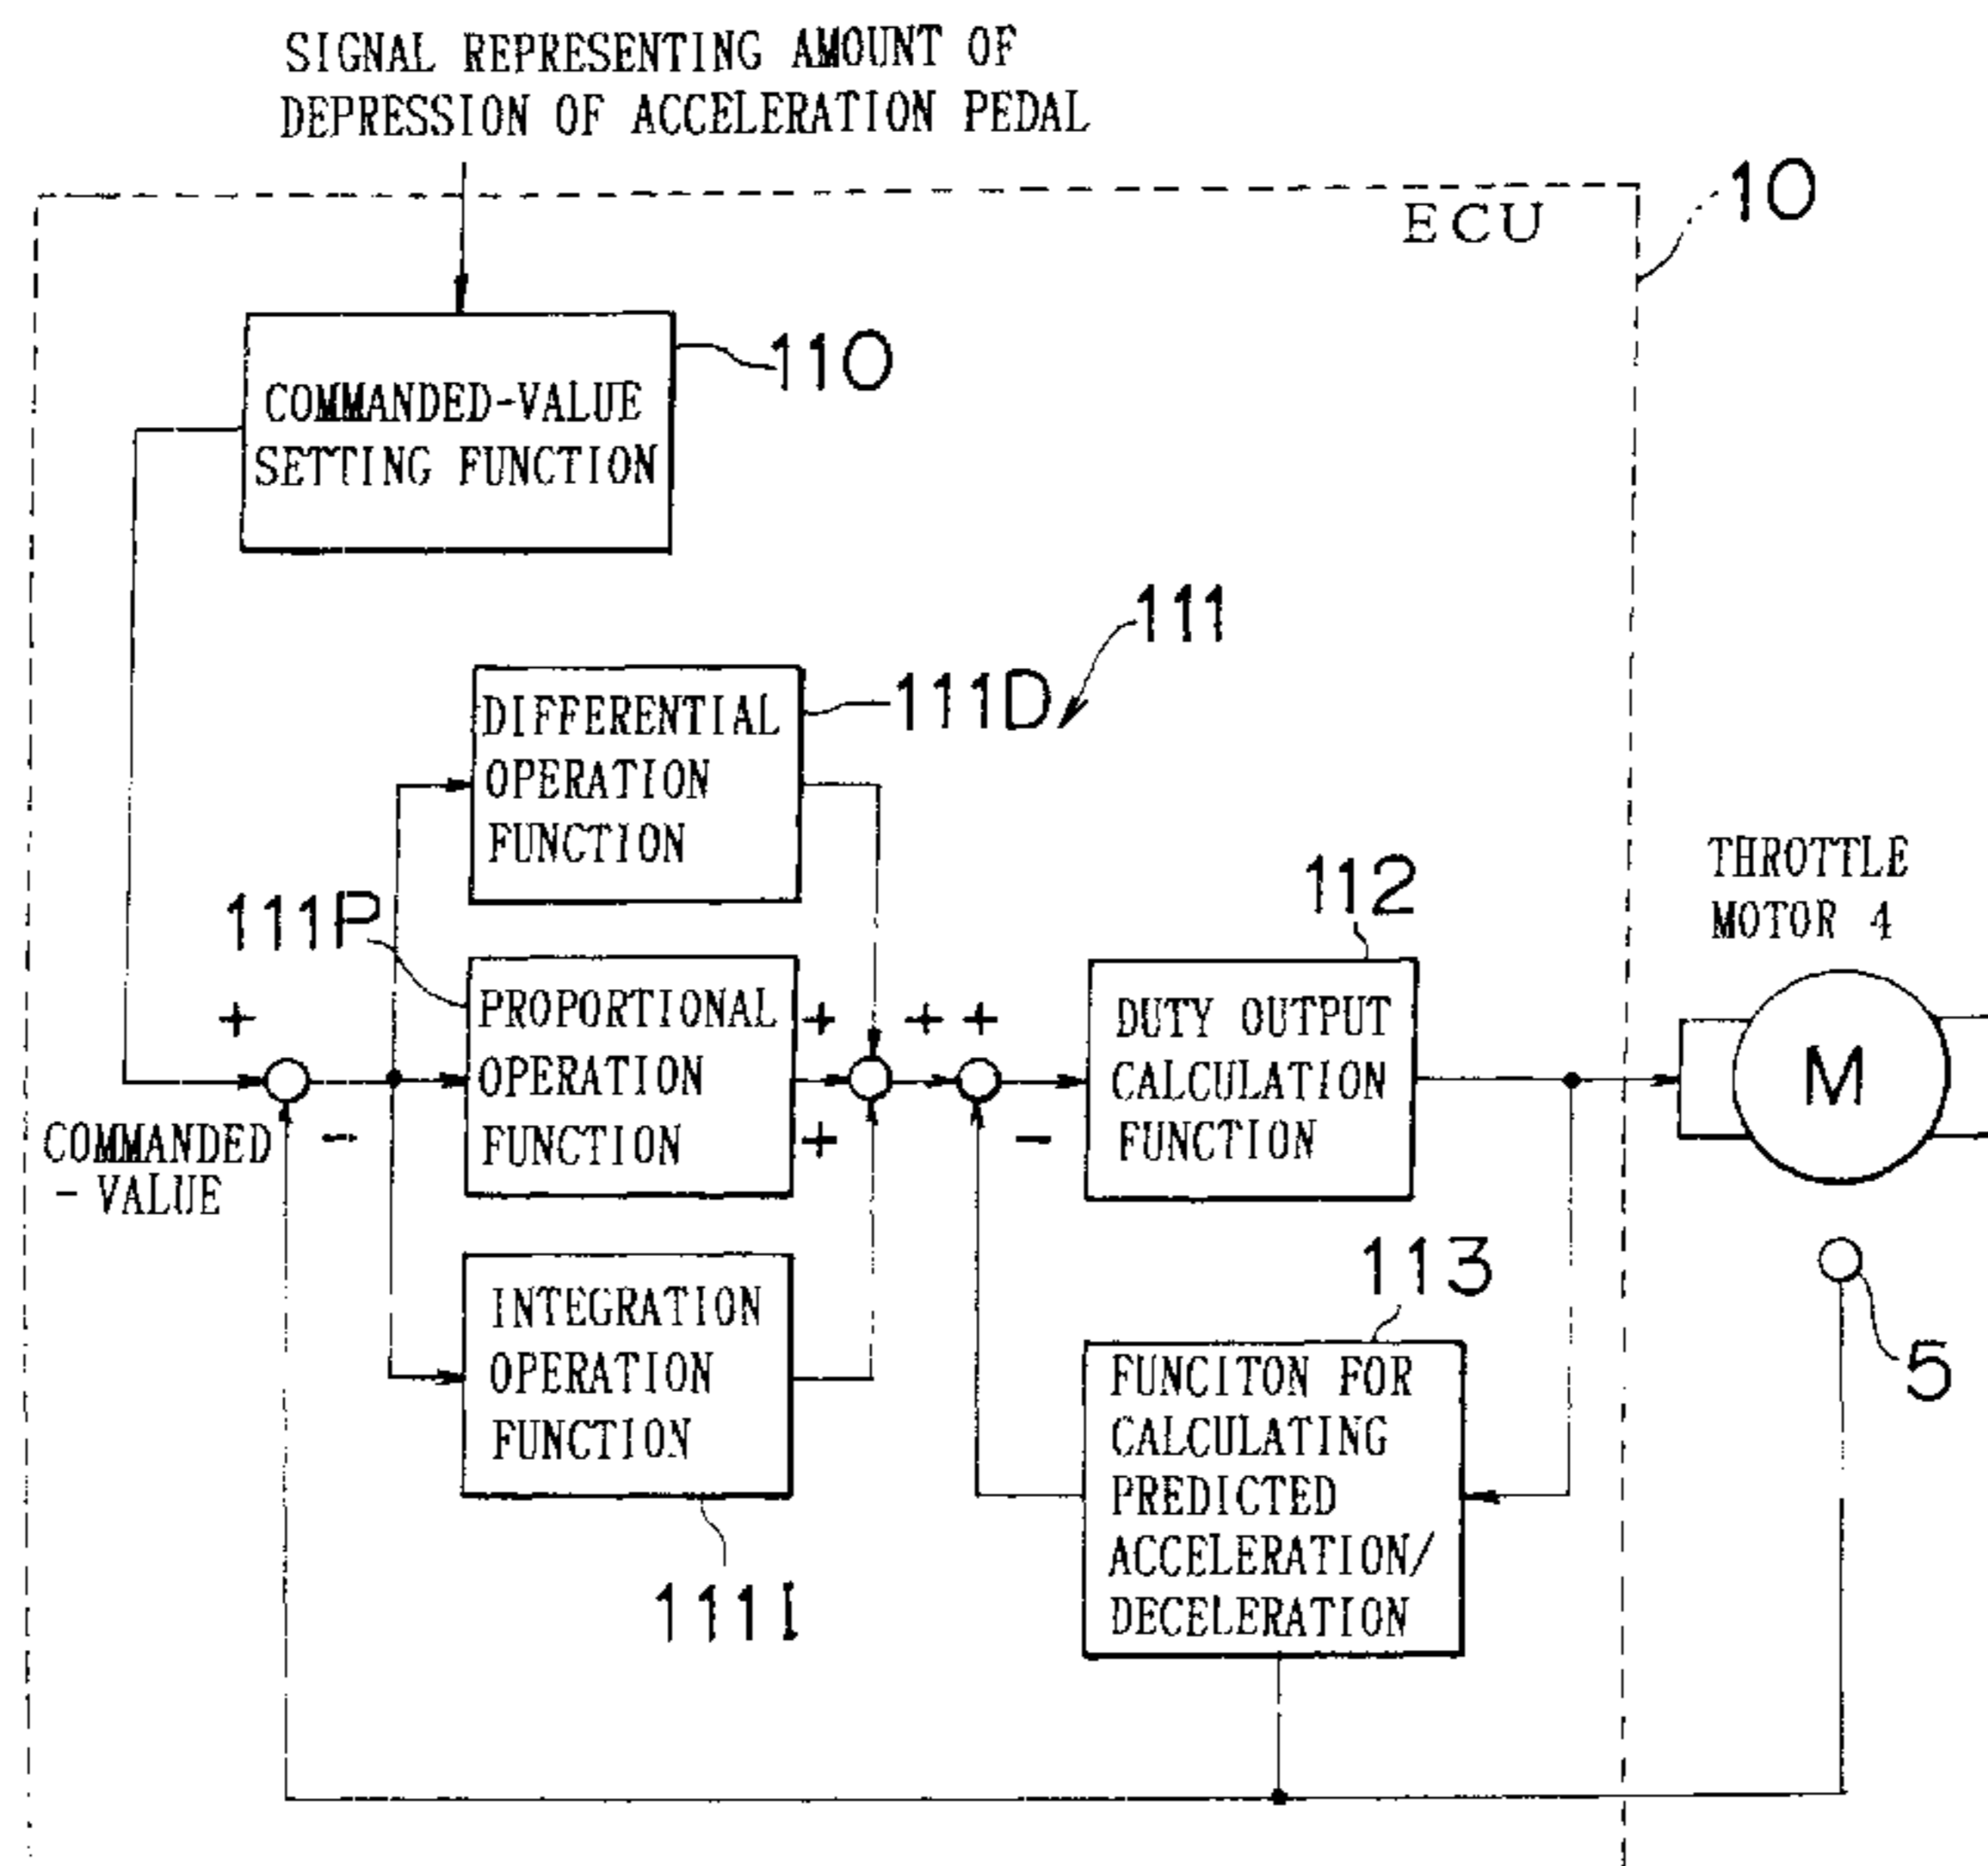 SIGNAL REPRESENTING AMOUNT OF
DEPRESSION OF ACCELERATION PEDAL
ECU
10
COMMANDED-VALUE
SETTING FUNCTION
110
111
DIFFERENTIAL
OPERATION
FUNCTION
111D
111P
PROPORTIONAL
OPERATION
FUNCTION
+
-
COMMANDED
-VALUE
+
+
+ +
-
112
DUTY OUTPUT
CALCULATION
FUNCTION
THROTTLE
MOTOR 4
M
5
INTEGRATION
OPERATION
FUNCTION
111I
113
FUNCITON FOR
CALCULATING
PREDICTED
ACCELERATION/
DECELERATION